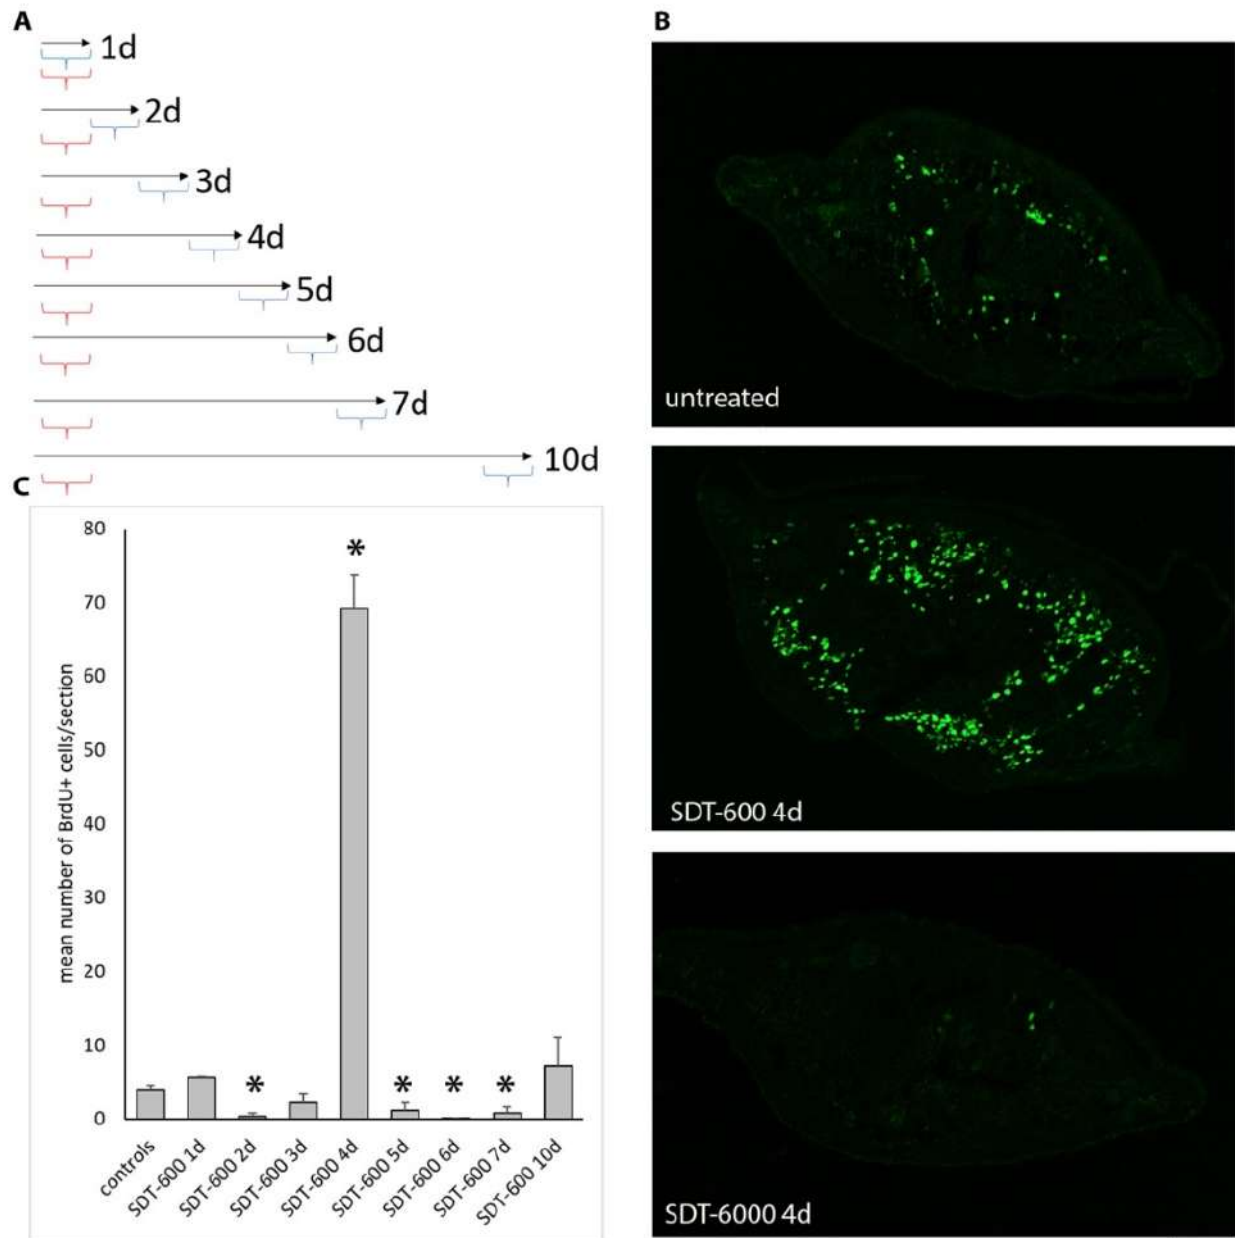 A
1d
2d
3d
4d
5d
6d
7d
10d
B
untreated
SDT-600 4d
SDT-6000 4d
C
80
70
60
50
40
30
20
10
0
mean number of BrdU+ cells/section
*
*
*
*
*
controls
SDT-600 1d
SDT-600 2d
SDT-600 3d
SDT-600 4d
SDT-600 5d
SDT-600 6d
SDT-600 7d
SDT-600 10d